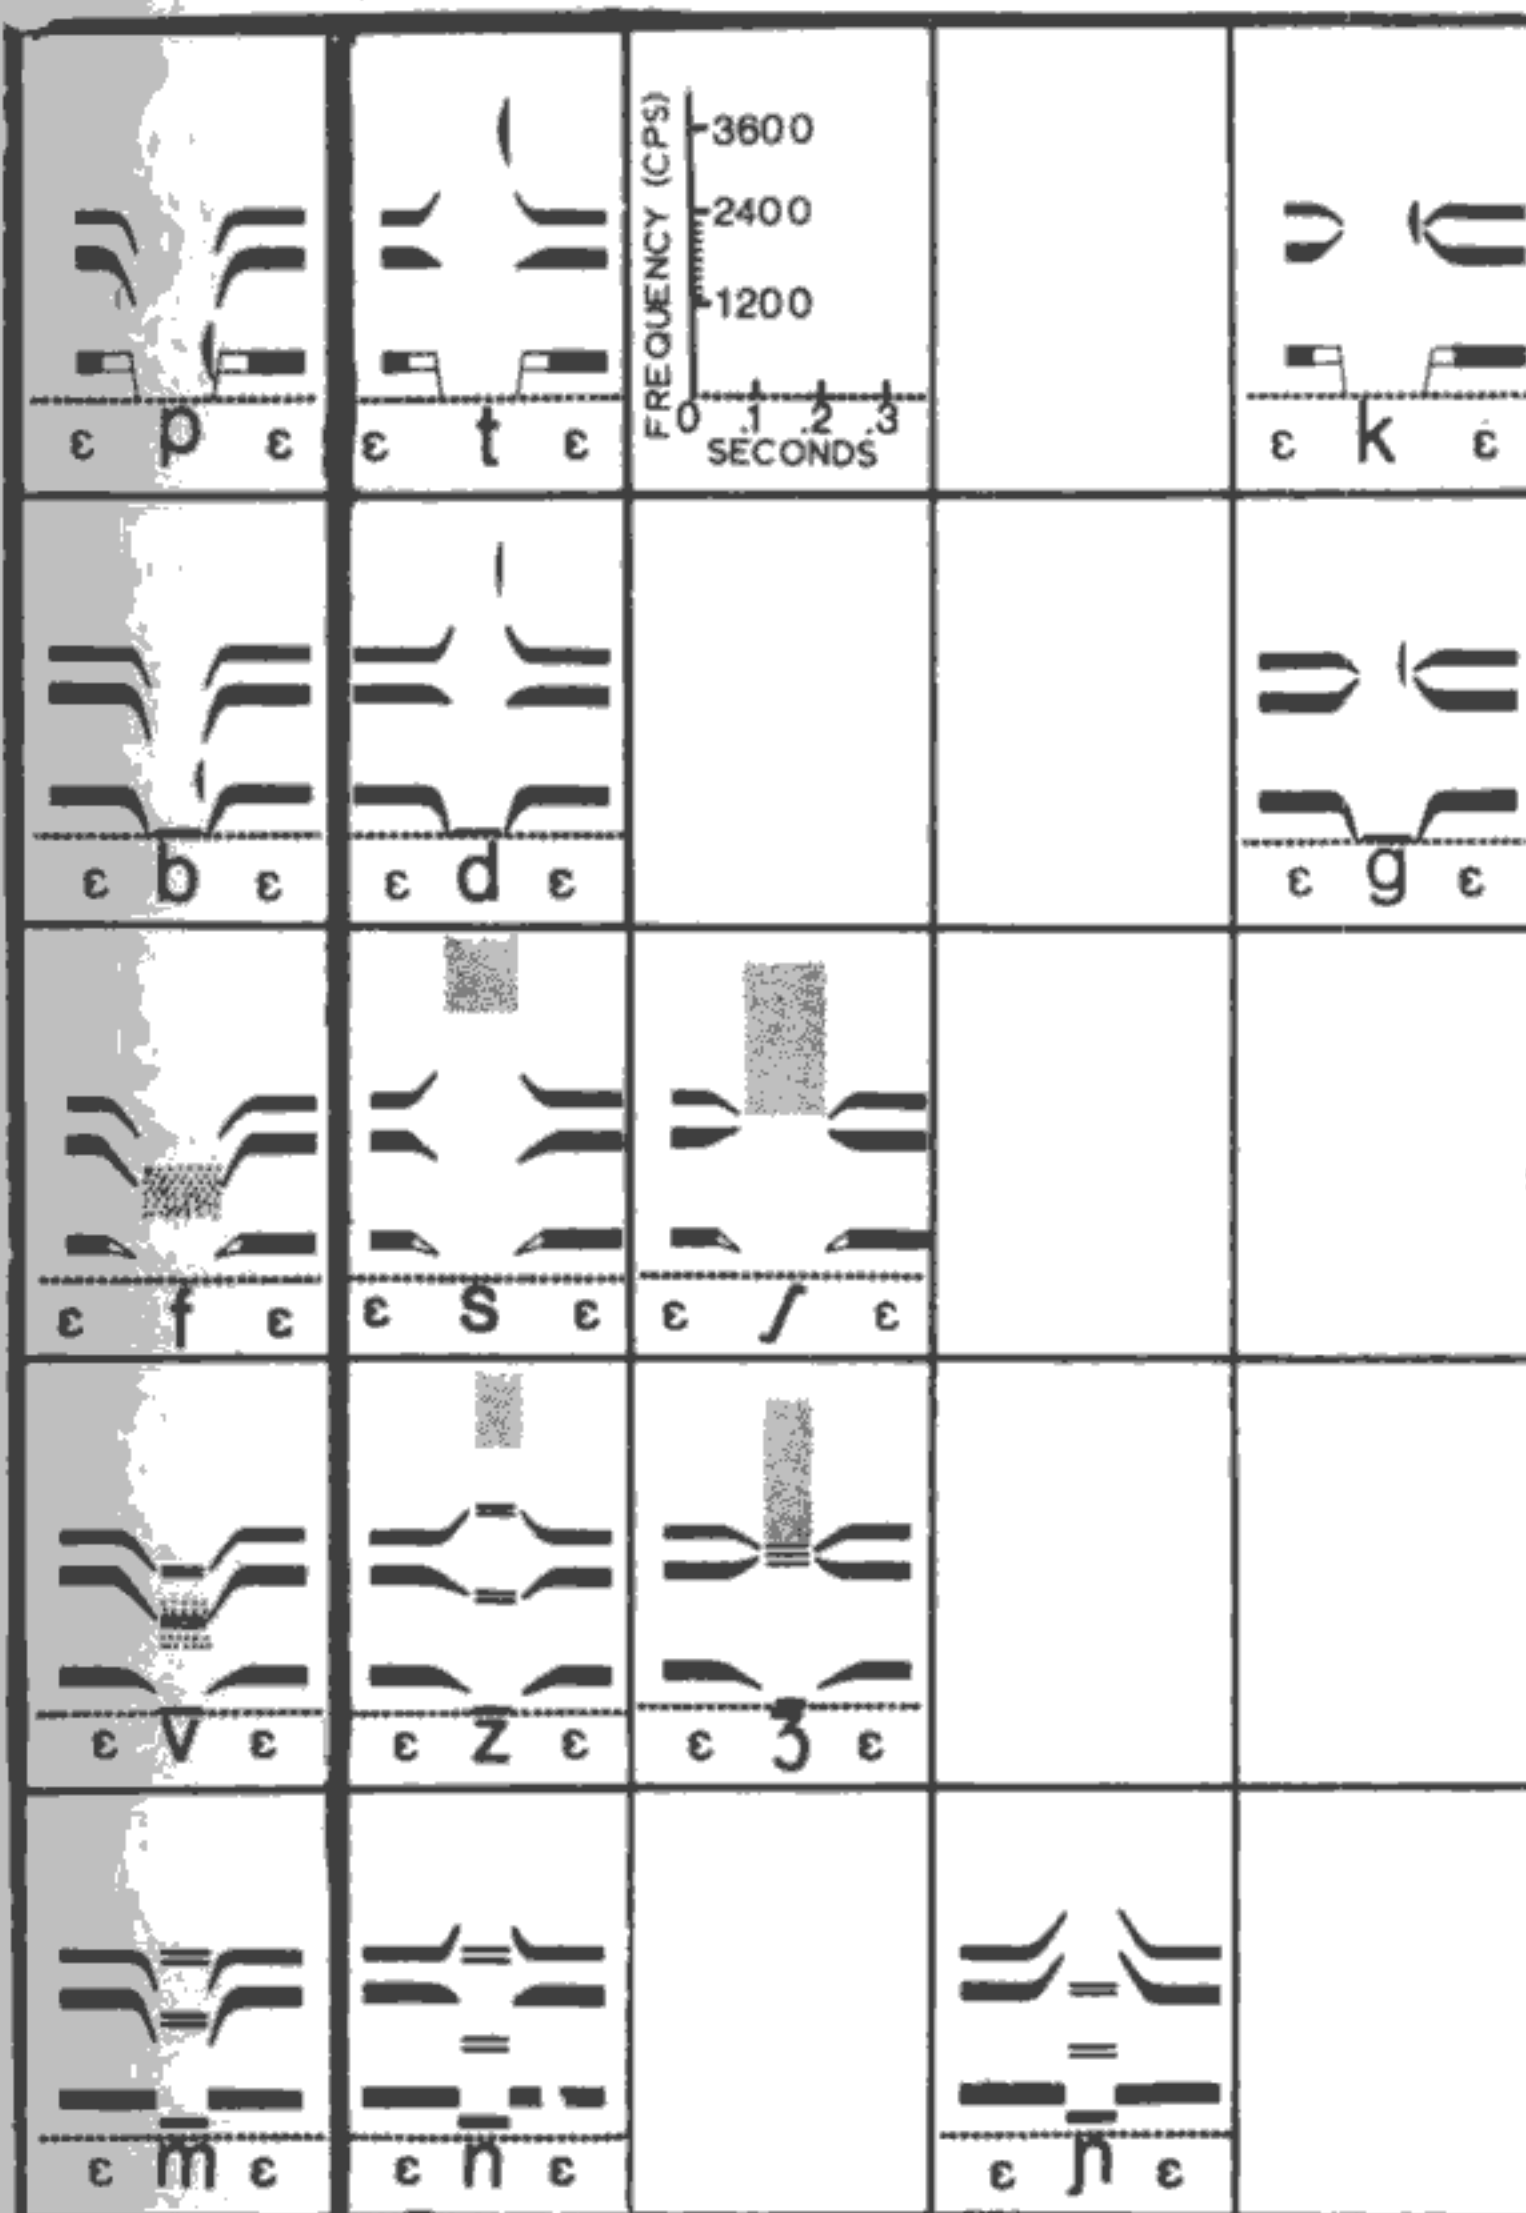 FREQUENCY (CPS)
3600
2400
1200
0 .1 .2 .3
SECONDS
ɛ p ɛ
ɛ t ɛ
ɛ k ɛ
ɛ b ɛ
ɛ d ɛ
ɛ g ɛ
ɛ f ɛ
ɛ s ɛ
ɛ ʃ ɛ
ɛ v ɛ
ɛ z ɛ
ɛ ʒ ɛ
ɛ m ɛ
ɛ n ɛ
ɛ ɲ ɛ